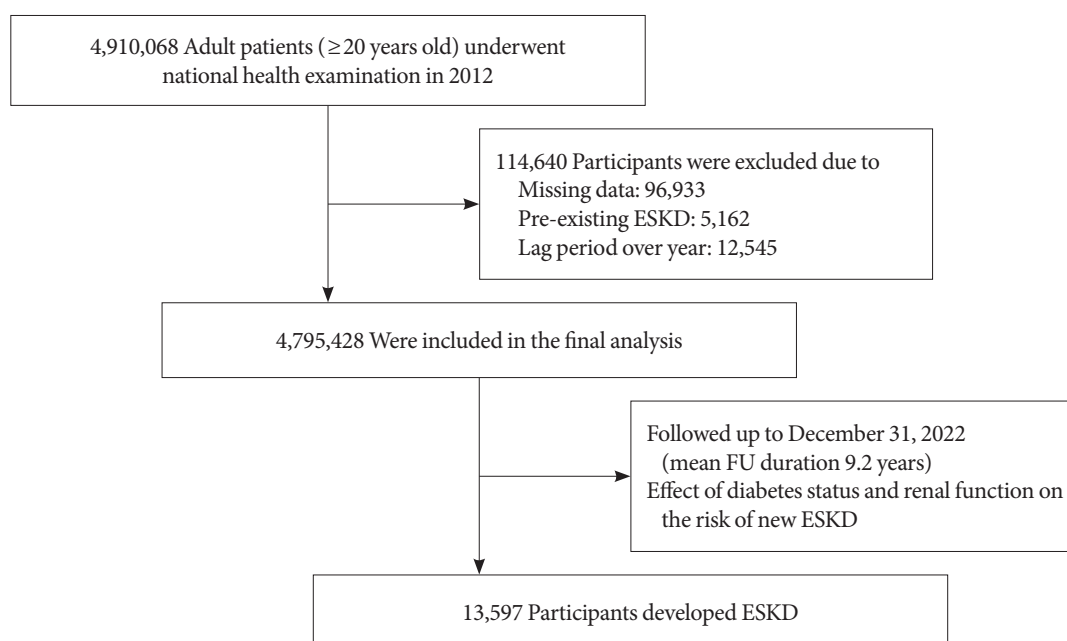 4,910,068 Adult patients (≥20 years old) underwent
national health examination in 2012
114,640 Participants were excluded due to
Missing data: 96,933
Pre-existing ESKD: 5,162
Lag period over year: 12,545
4,795,428 Were included in the final analysis
Followed up to December 31, 2022
(mean FU duration 9.2 years)
Effect of diabetes status and renal function on
the risk of new ESKD
13,597 Participants developed ESKD